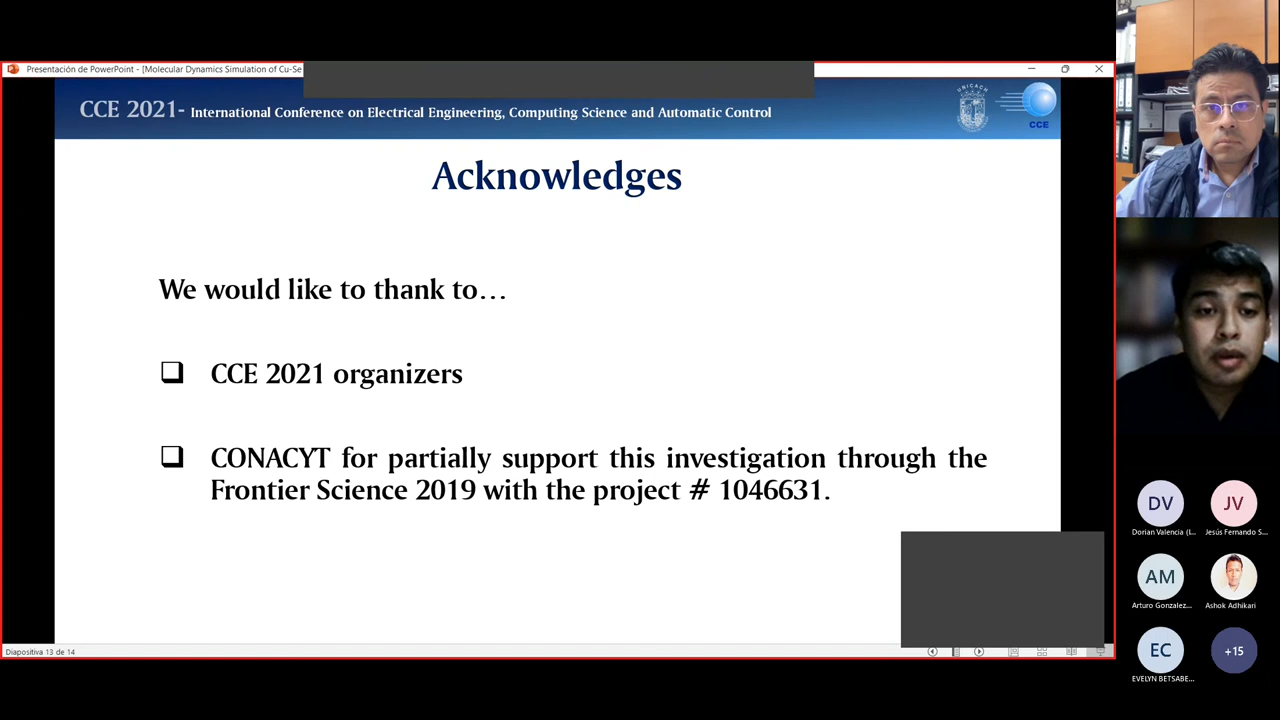 Presentación de PowerPoint - [Molecular Dynamics Simulation of Cu-Se
CCE 2021- International Conference on Electrical Engineering, Computing Science and Automatic Control
UNICACH
CCE
Acknowledges
We would like to thank to…
CCE 2021 organizers
CONACYT for partially support this investigation through the
Frontier Science 2019 with the project # 1046631.
Diapositiva 13 de 14
DV
JV
Dorian Valencia (I...
Jesús Fernando S...
AM
Arturo Gonzalez...
Ashok Adhikari
EC
+15
EVELYN BETSABE...